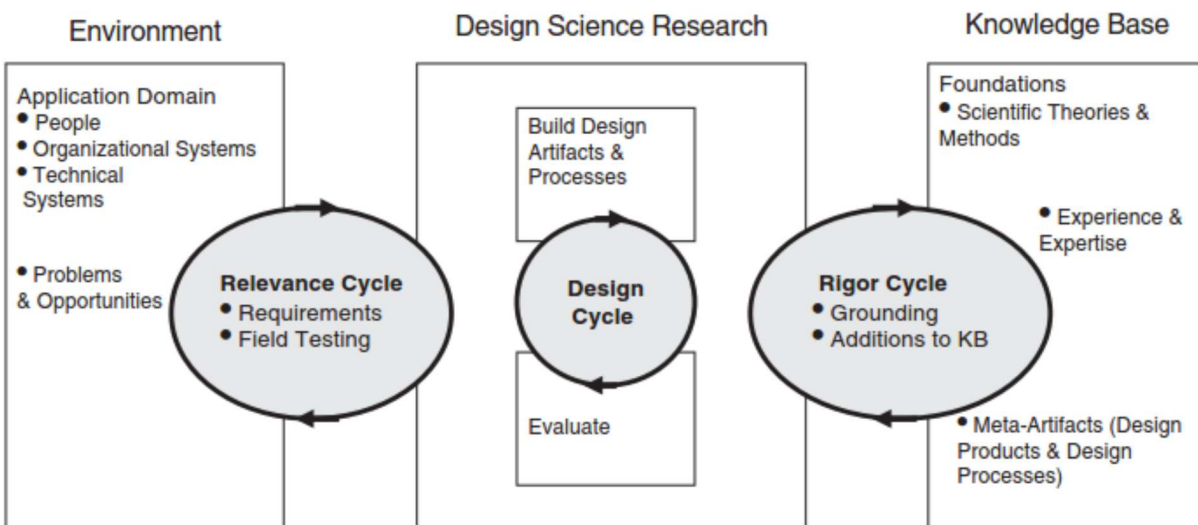 Environment
Design Science Research
Knowledge Base
Application Domain
• People
• Organizational Systems
• Technical
Systems
• Problems
& Opportunities
Relevance Cycle
• Requirements
• Field Testing
Build Design
Artifacts &
Processes
Design
Cycle
Evaluate
Rigor Cycle
• Grounding
• Additions to KB
Foundations
• Scientific Theories &
Methods
• Experience &
Expertise
• Meta-Artifacts (Design
Products & Design
Processes)